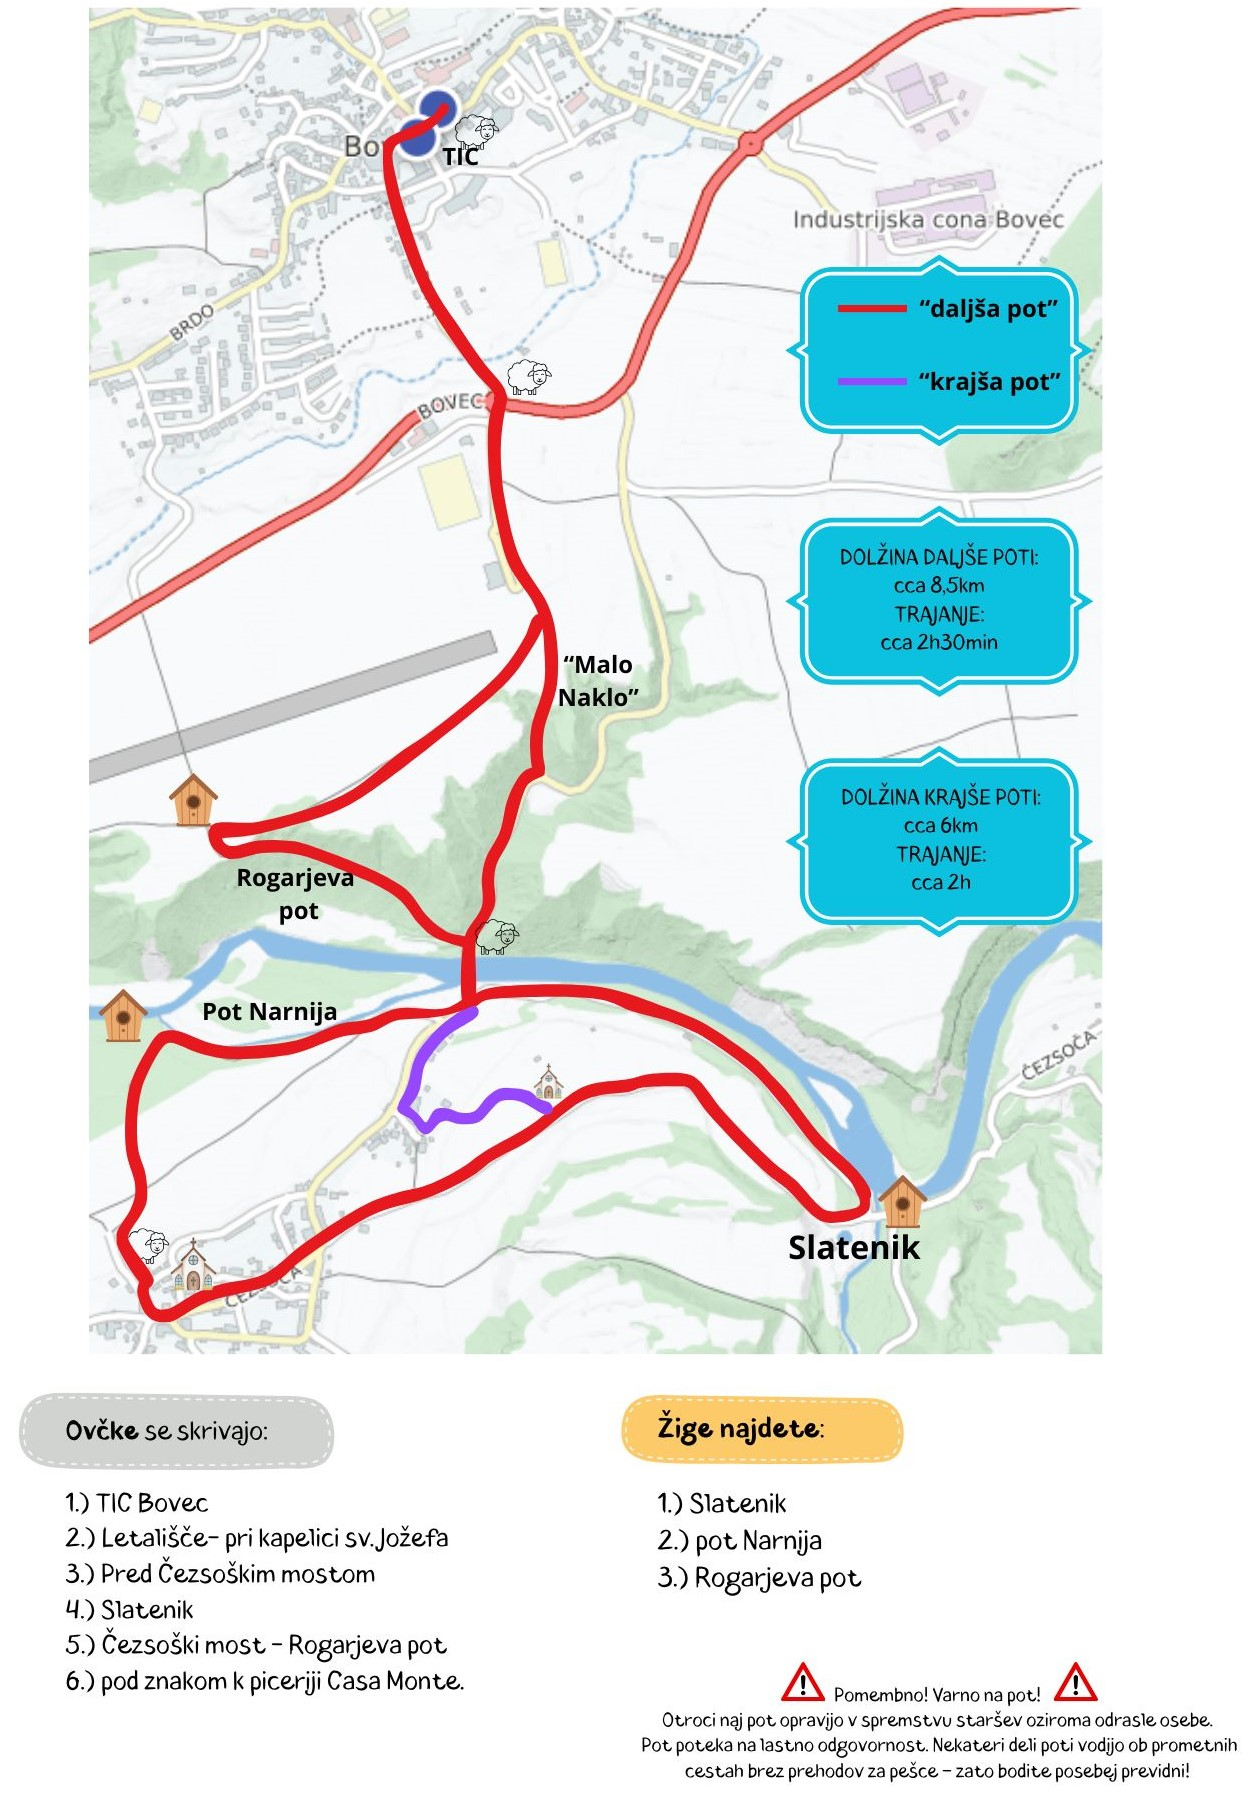 Bo
TIC
Industrijska cona Bovec
BRDO
"daljša pot"
"krajša pot"
BOVEC
DOLŽINA DALJŠE POTI:
cca 8,5km
TRAJANJE:
cca 2h30min
"Malo
Naklo"
DOLŽINA KRAJŠE POTI:
cca 6km
TRAJANJE:
cca 2h
Rogarjeva
pot
Pot Narnija
ČEZSOČA
Slatenik
ČEZSOČA
Ovčke se skrivajo:
1.) TIC Bovec
2.) Letališče- pri kapelici sv.Jožefa
3.) Pred Čezsoškim mostom
4.) Slatenik
5.) Čezsoški most - Rogarjeva pot
6.) pod znakom k piceriji Casa Monte.
Žige najdete:
1.) Slatenik
2.) pot Narnija
3.) Rogarjeva pot
Pomembno! Varno na pot!
Otroci naj pot opravijo v spremstvu staršev oziroma odrasle osebe.
Pot poteka na lastno odgovornost. Nekateri deli poti vodijo ob prometnih
cestah brez prehodov za pešce - zato bodite posebej previdni!